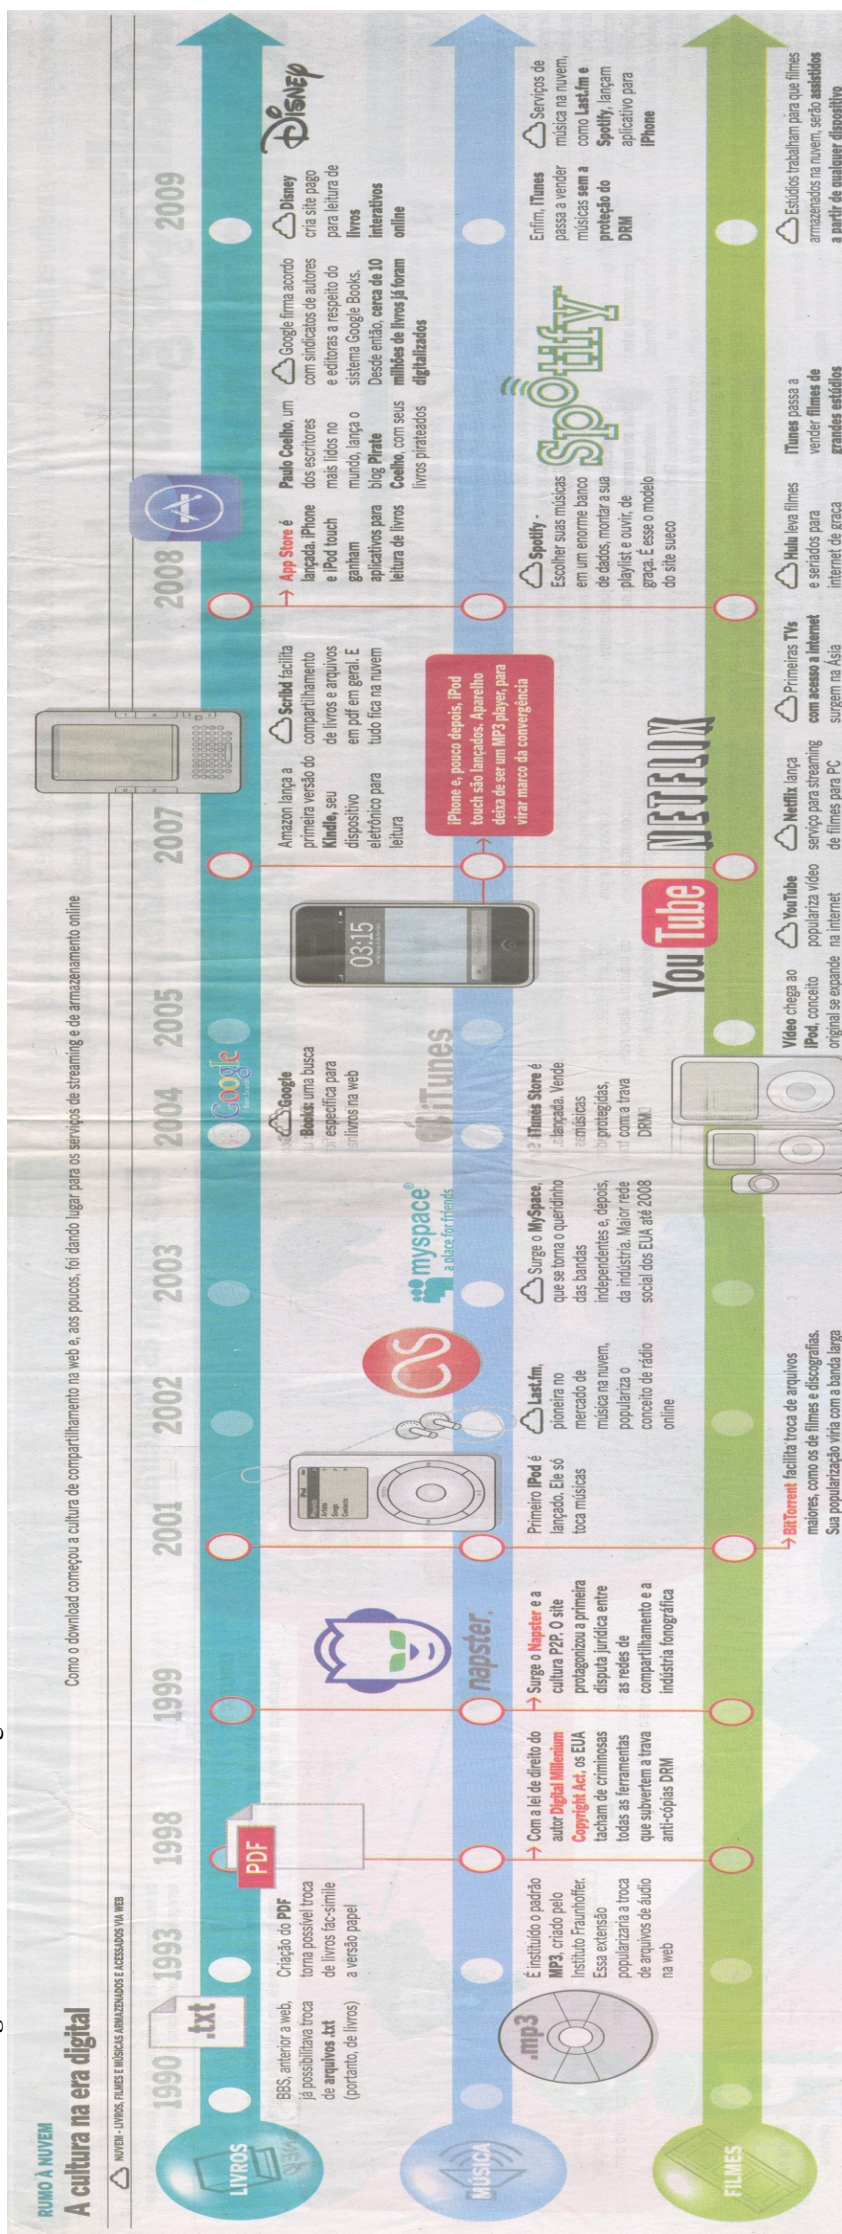 RUMO À NUVEM
A cultura na era digital
Como o download começou a cultura de compartilhamento na web e, aos poucos, foi dando lugar para os serviços de streaming e de armazenamento online
NUVEM - LIVROS, FILMES E MÚSICAS ARMAZENADOS E ACESSADOS VIA WEB
1990
1993
1998
1999
2001
2002
2003
2004
2005
2007
2008
2009
LIVROS
.txt
BBS, anterior a web,
já possibilitava troca
de arquivos .txt
(portanto, de livros)
PDF
Criação do PDF
torna possível troca
de livros fac-simile
a versão papel
Google
Google
Books: uma busca
específica para
livros na web
Amazon lança a
primeira versão do
Kindle, seu
dispositivo
eletrônico para
leitura
Scribd facilita
compartilhamento
de livros e arquivos
em pdf em geral. E
tudo fica na nuvem
App Store é
lançada. iPhone
e iPod touch
ganham
aplicativos para
leitura de livros
Paulo Coelho, um
dos escritores
mais lidos no
mundo, lança o
blog Pirate
Coelho, com seus
livros pirateados
Google firma acordo
com sindicatos de autores
e editoras a respeito do
sistema Google Books.
Desde então, cerca de 10
milhões de livros já foram
digitalizados
Disney
cria site pago
para leitura de
livros
interativos
online
Disney
MÚSICA
.mp3
É instituído o padrão
MP3, criado pelo
Instituto Fraunhoffer.
Essa extensão
popularizaria a troca
de arquivos de áudio
na web
Com a lei de direito do
autor Digital Millenium
Copyright Act, os EUA
tacham de criminosas
todas as ferramentas
que subvertem a trava
anti-cópias DRM
napster.
Surge o Napster e a
cultura P2P. O site
protagonizou a primeira
disputa jurídica entre
as redes de
compartilhamento e a
indústria fonográfica
Primeiro iPod é
lançado. Ele só
toca músicas
Last.fm,
pioneira no
mercado de
música na nuvem,
populariza o
conceito de rádio
online
myspace
a place for friends
Surge o MySpace,
que se torna o queridinho
das bandas
independentes e, depois,
da indústria. Maior rede
social dos EUA até 2008
iTunes
iTunes Store é
lançada. Vende
músicas
protegidas,
com a trava
DRM
03:15
iPhone e, pouco depois, iPod
touch são lançados. Aparelho
deixa de ser um MP3 player, para
virar marco da convergência
Spotify -
Escolher suas músicas
em um enorme banco
de dados, montar a sua
playlist e ouvir, de
graça. É esse o modelo
do site sueco
Spotify
Enfim, iTunes
passa a vender
músicas sem a
proteção do
DRM
Serviços de
música na nuvem,
como Last.fm e
Spotify, lançam
aplicativo para
iPhone
FILMES
BitTorrent facilita troca de arquivos
maiores, como os de filmes e discografias.
Sua popularização viria com a banda larga
Vídeo chega ao
iPod, conceito
original se expande
YouTube
YouTube
populariza vídeo
na internet
NETFLIX
Netflix lança
serviço para streaming
de filmes para PC
Primeiras TVs
com acesso a internet
surgem na Ásia
Hulu leva filmes
e seriados para
internet de graça
iTunes passa a
vender filmes de
grandes estúdios
Estúdios trabalham para que filmes
armazenados na nuvem, serão assistidos
a partir de qualquer dispositivo